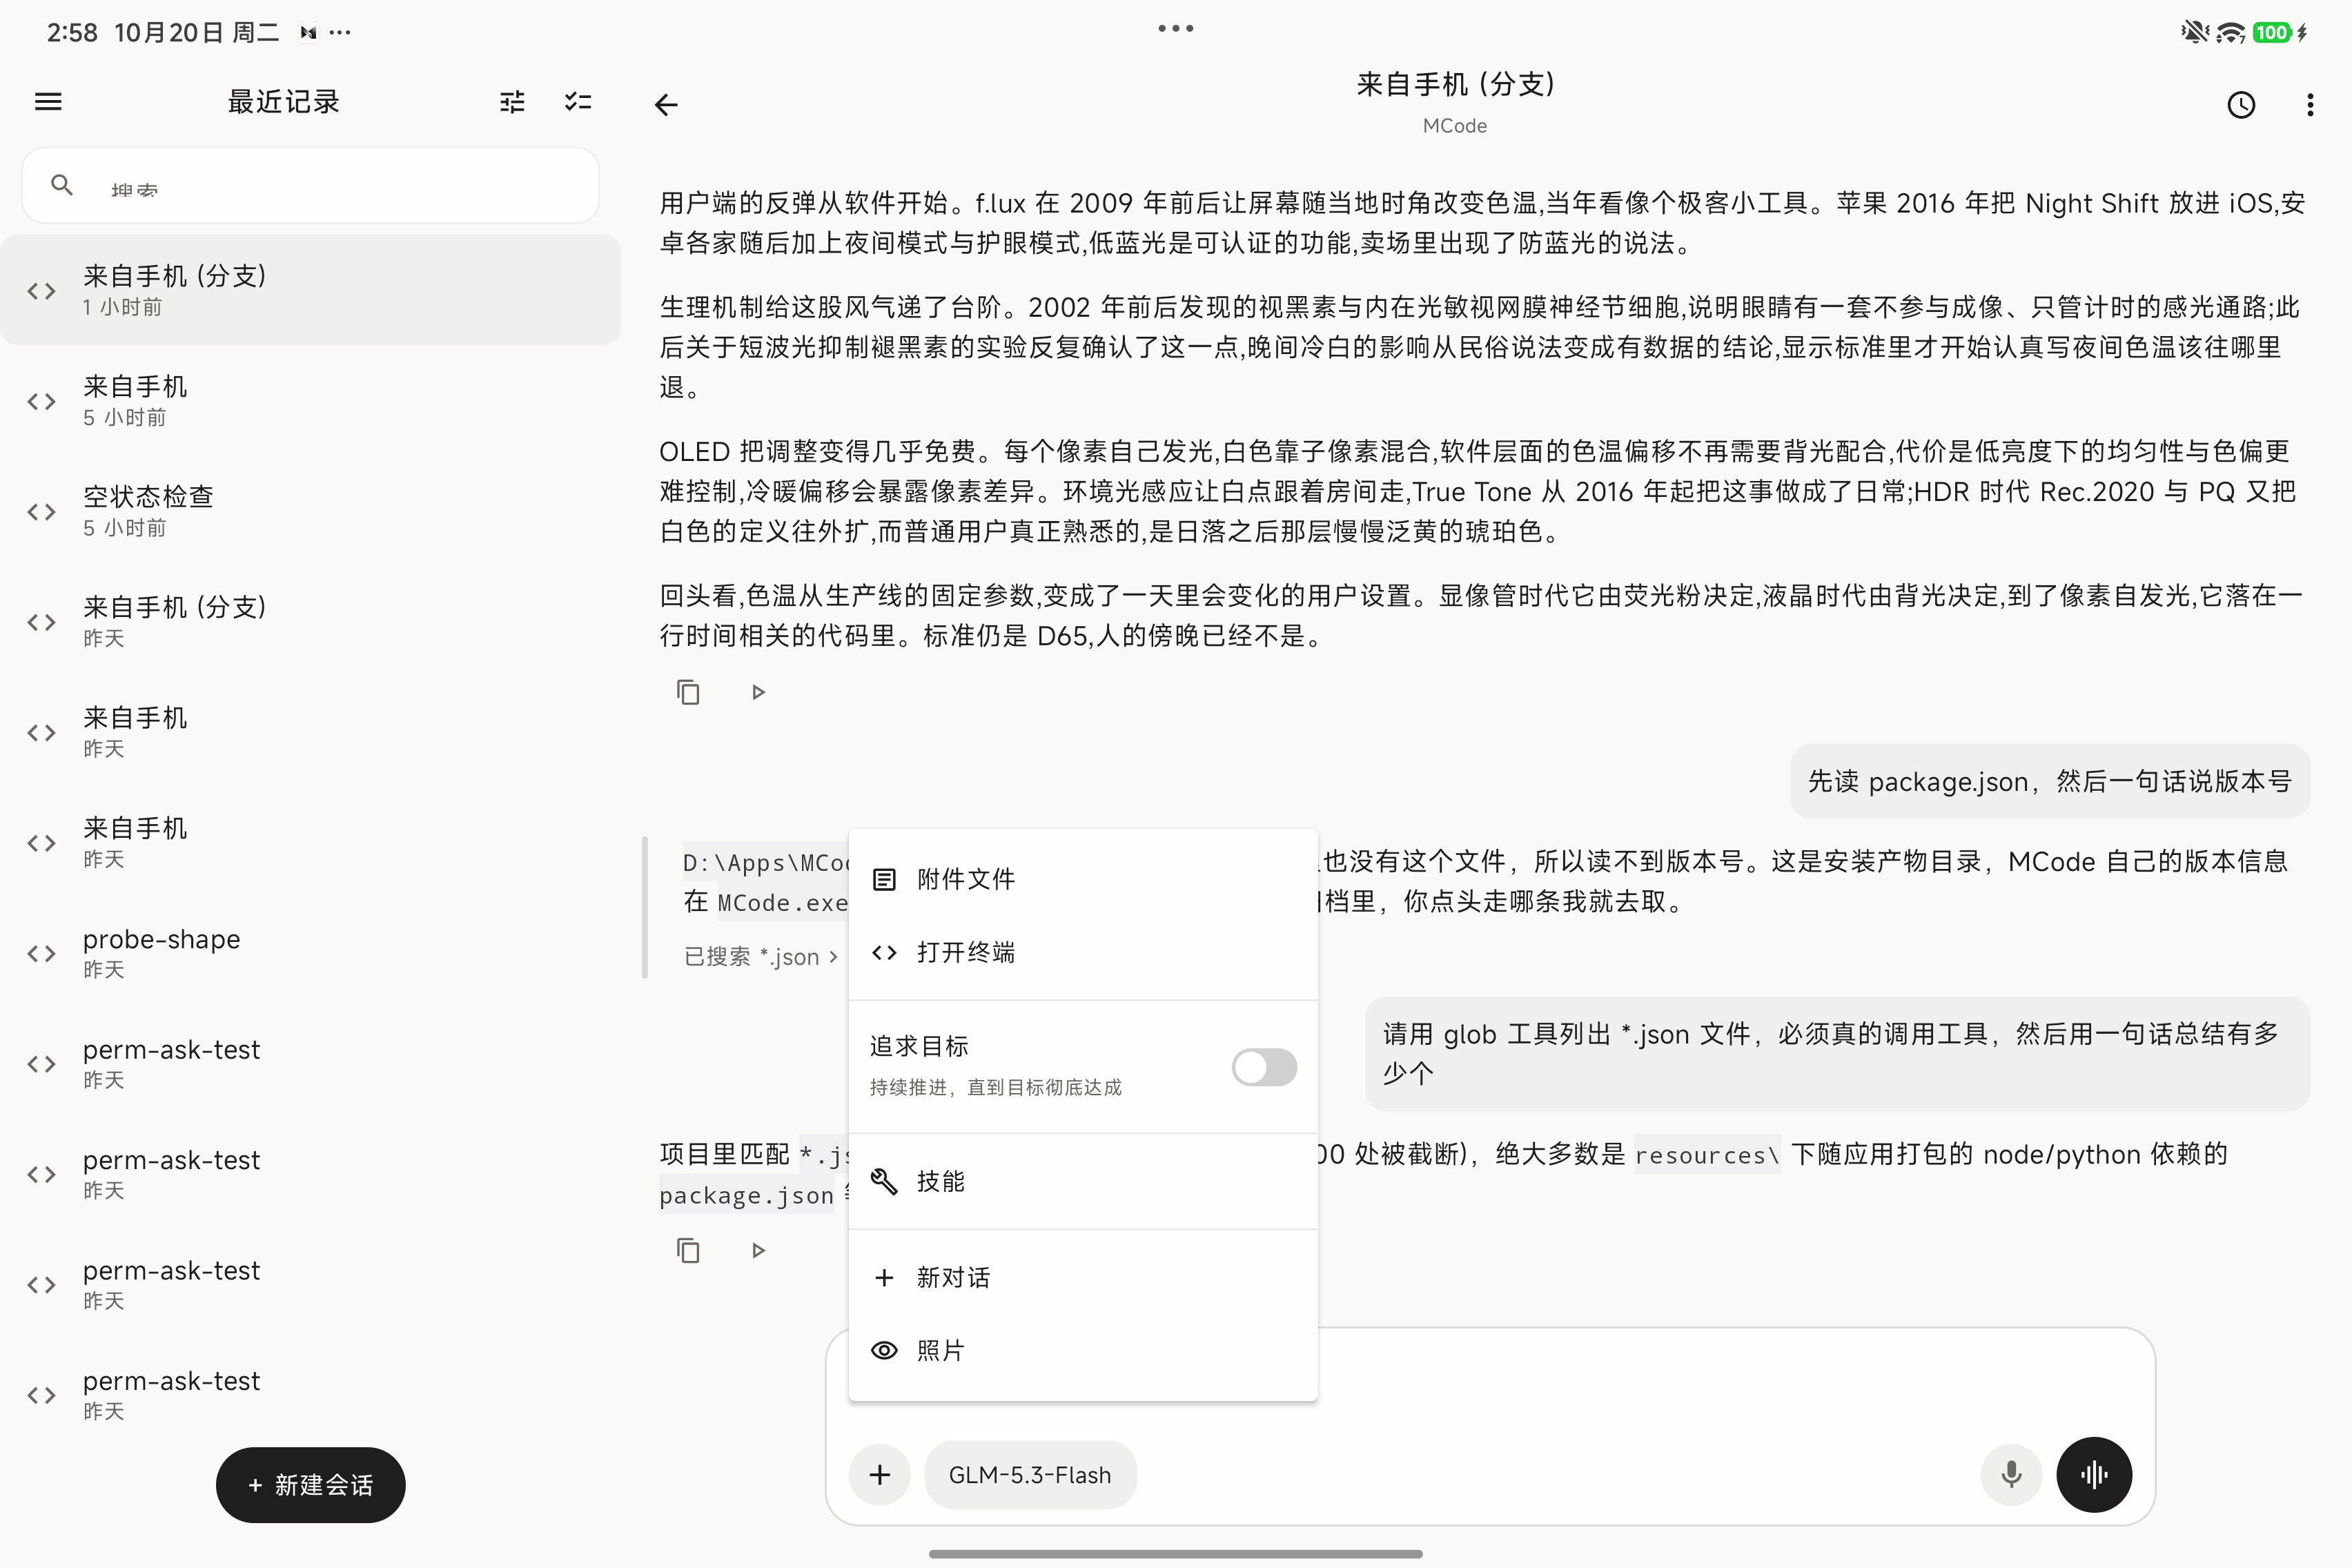 2:58 10月20日 周二
100
最近记录
搜索
来自手机 (分支)
1 小时前
来自手机
5 小时前
空状态检查
5 小时前
来自手机 (分支)
昨天
来自手机
昨天
来自手机
昨天
probe-shape
昨天
perm-ask-test
昨天
perm-ask-test
昨天
perm-ask-test
昨天
perm-ask-test
昨天
+ 新建会话
来自手机 (分支)
MCode
用户端的反弹从软件开始。f.lux 在 2009 年前后让屏幕随当地时角改变色温,当年看像个极客小工具。苹果 2016 年把 Night Shift 放进 iOS,安
卓各家随后加上夜间模式与护眼模式,低蓝光是可认证的功能,卖场里出现了防蓝光的说法。
生理机制给这股风气递了台阶。2002 年前后发现的视黑素与内在光敏视网膜神经节细胞,说明眼睛有一套不参与成像、只管计时的感光通路;此
后关于短波光抑制褪黑素的实验反复确认了这一点,晚间冷白的影响从民俗说法变成有数据的结论,显示标准里才开始认真写夜间色温该往哪里
退。
OLED 把调整变得几乎免费。每个像素自己发光,白色靠子像素混合,软件层面的色温偏移不再需要背光配合,代价是低亮度下的均匀性与色偏更
难控制,冷暖偏移会暴露像素差异。环境光感应让白点跟着房间走,True Tone 从 2016 年起把这事做成了日常;HDR 时代 Rec.2020 与 PQ 又把
白色的定义往外扩,而普通用户真正熟悉的,是日落之后那层慢慢泛黄的琥珀色。
回头看,色温从生产线的固定参数,变成了一天里会变化的用户设置。显像管时代它由荧光粉决定,液晶时代由背光决定,到了像素自发光,它落在一
行时间相关的代码里。标准仍是 D65,人的傍晚已经不是。
先读 package.json，然后一句话说版本号
D:\Apps\MCo 也没有这个文件，所以读不到版本号。这是安装产物目录，MCode 自己的版本信息
在 MCode.exe 档里，你点头走哪条我就去取。
已搜索 *.json
请用 glob 工具列出 *.json 文件，必须真的调用工具，然后用一句话总结有多
少个
项目里匹配 *.js 00 处被截断)，绝大多数是 resources\ 下随应用打包的 node/python 依赖的
package.json
附件文件
打开终端
追求目标
持续推进，直到目标彻底达成
技能
新对话
照片
GLM-5.3-Flash